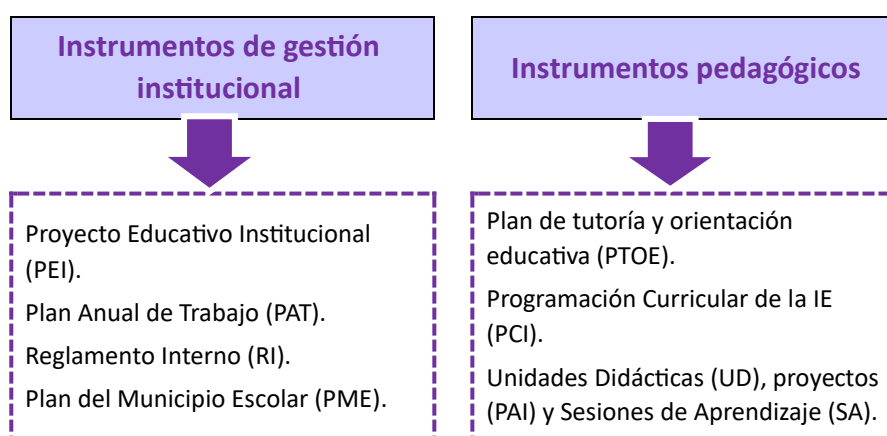 Instrumentos de gestión
institucional
Proyecto Educativo Institucional
(PEI).
Plan Anual de Trabajo (PAT).
Reglamento Interno (RI).
Plan del Municipio Escolar (PME).
Instrumentos pedagógicos
Plan de tutoría y orientación
educativa (PTOE).
Programación Curricular de la IE
(PCI).
Unidades Didácticas (UD), proyectos
(PAI) y Sesiones de Aprendizaje (SA).